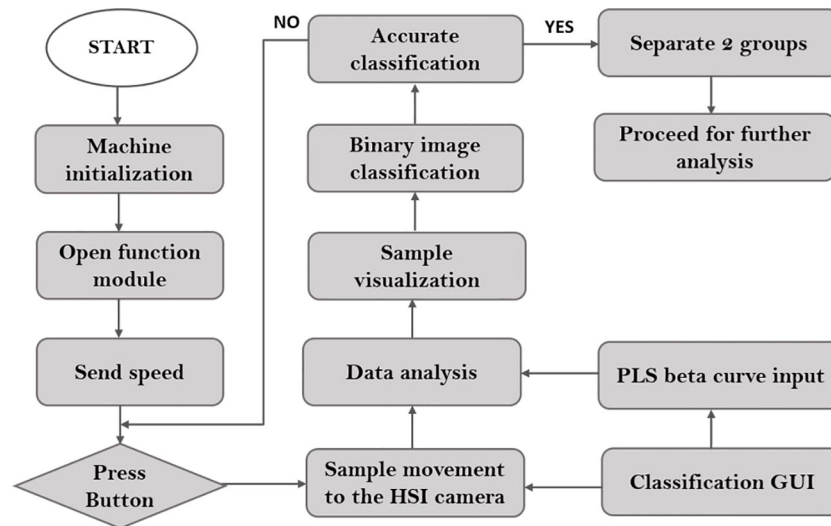 START
Machine
initialization
Open function
module
Send speed
Press
Button
Sample movement
to the HSI camera
Classification GUI
PLS beta curve input
Data analysis
Sample
visualization
Binary image
classification
Accurate
classification
NO
YES
Separate 2 groups
Proceed for further
analysis